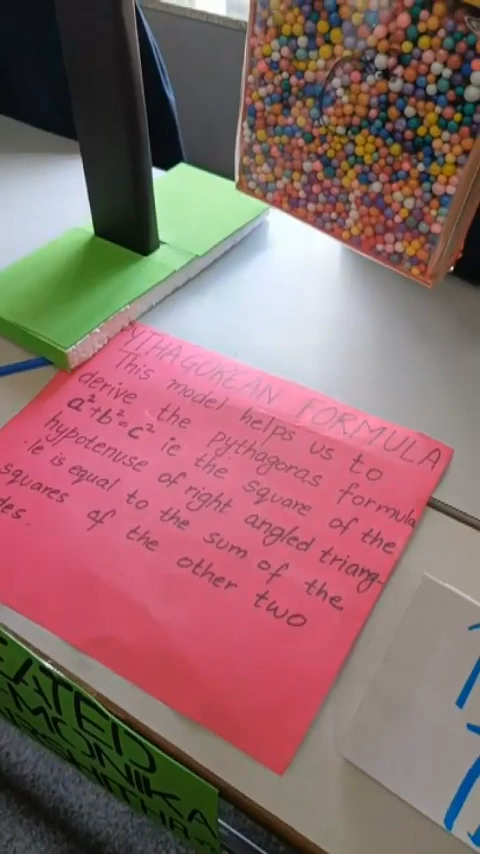 YTHAGOREAN FORMULA
This model helps us to
derive the pythagoras formula
a²+b²=c² ie the square of the
hypotenuse of right angled triang-
le is equal to the sum of the
squares of the other two
des.
EATED
MONIKA